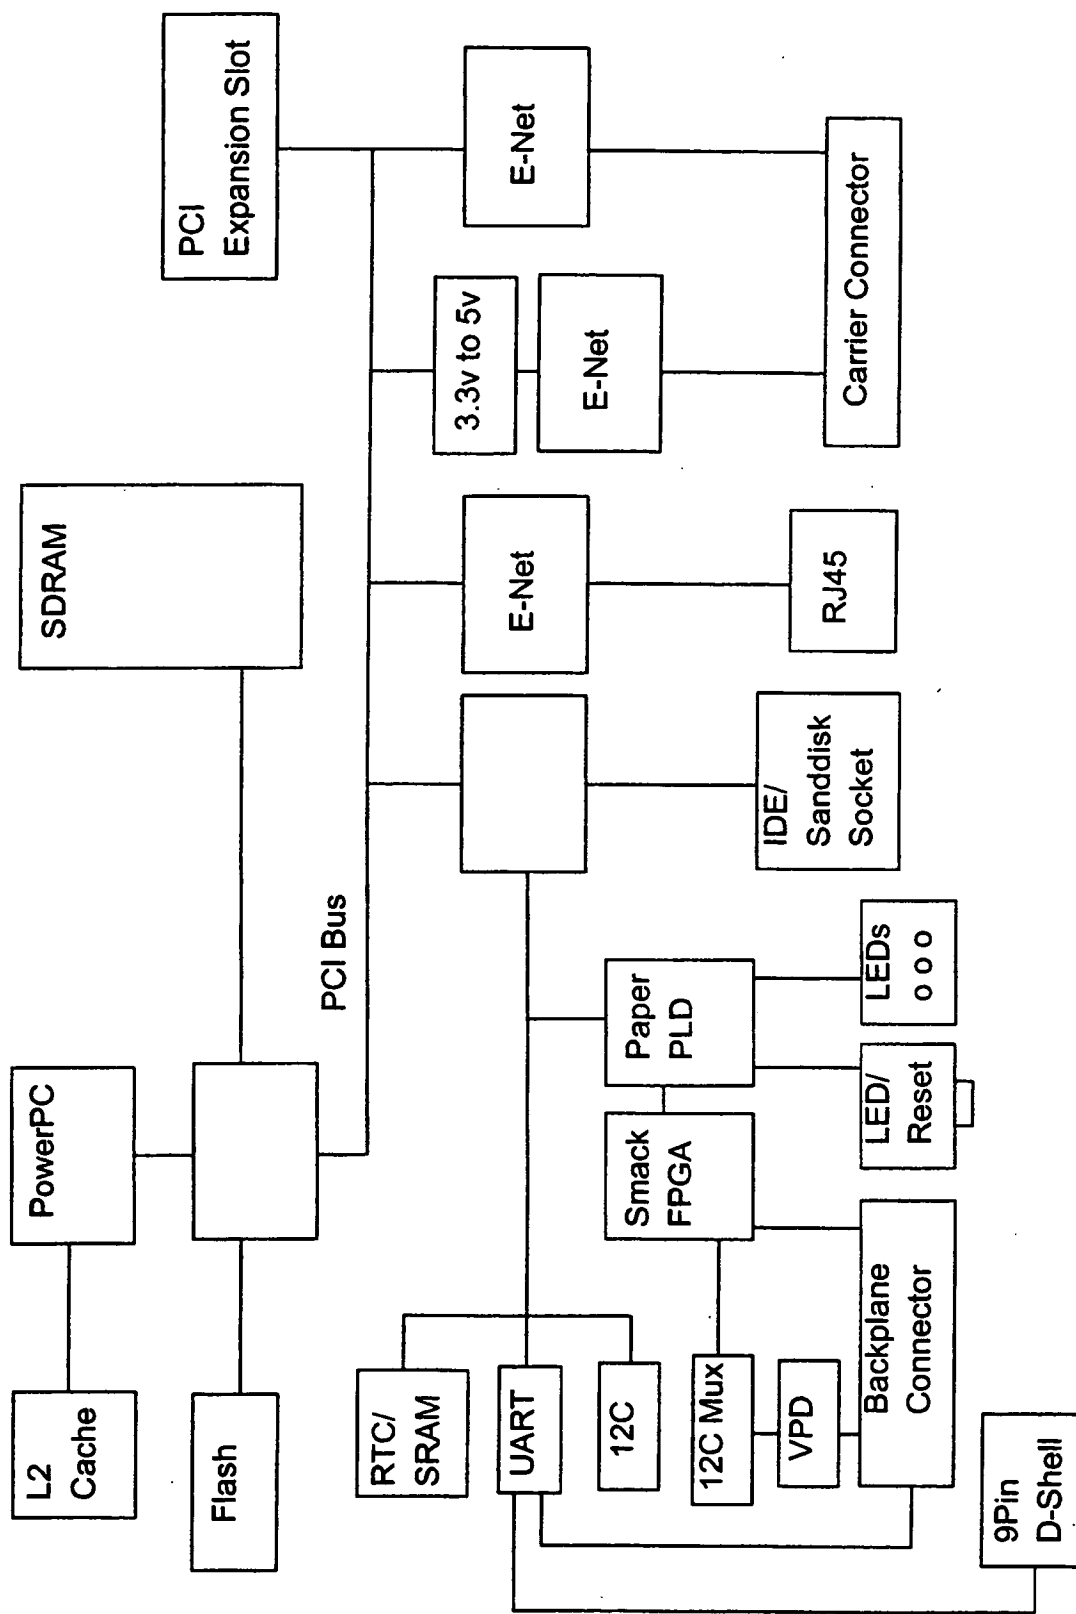 L2
Cache
PowerPC
SDRAM
PCI
Expansion Slot
Flash
PCI Bus
RTC/
SRAM
UART
12C
3.3v to 5v
E-Net
E-Net
E-Net
Smack
FPGA
Paper
PLD
12C Mux
VPD
IDE/
Sanddisk
Socket
RJ45
Carrier Connector
Backplane
Connector
LED/
Reset
LEDs
o o o
9Pin
D-Shell